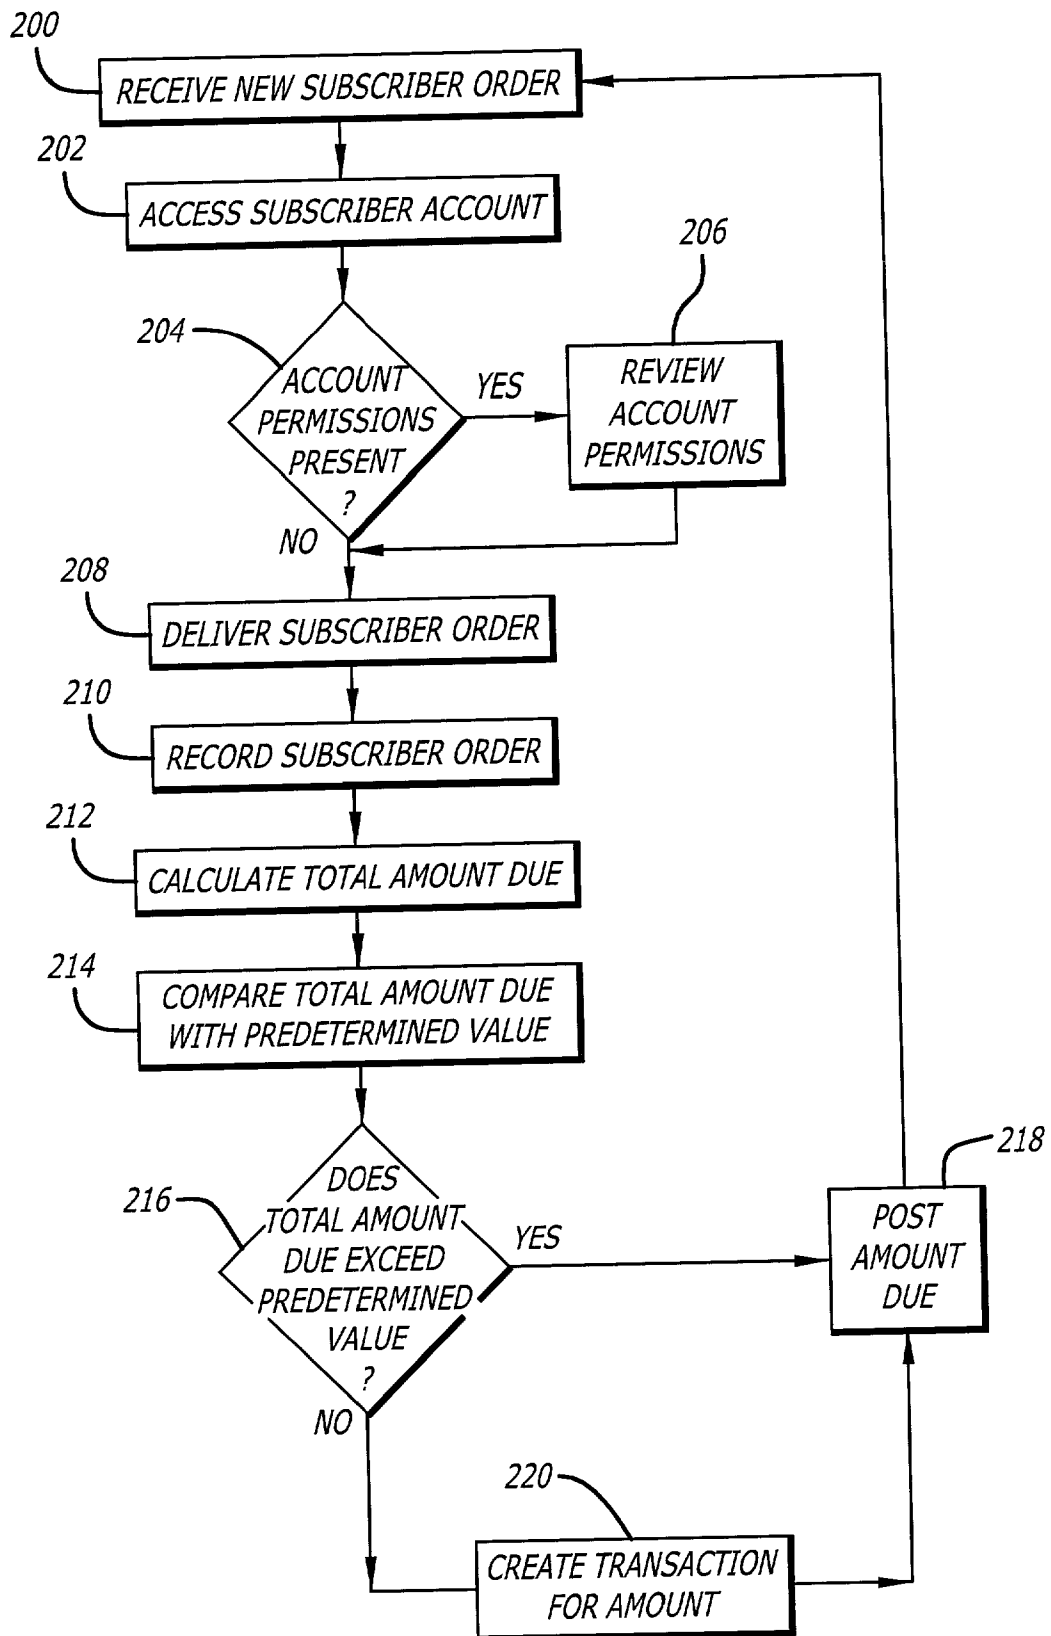 200
RECEIVE NEW SUBSCRIBER ORDER
202
ACCESS SUBSCRIBER ACCOUNT
204
ACCOUNT
PERMISSIONS
PRESENT
?
YES
NO
206
REVIEW
ACCOUNT
PERMISSIONS
208
DELIVER SUBSCRIBER ORDER
210
RECORD SUBSCRIBER ORDER
212
CALCULATE TOTAL AMOUNT DUE
214
COMPARE TOTAL AMOUNT DUE
WITH PREDETERMINED VALUE
216
DOES
TOTAL AMOUNT
DUE EXCEED
PREDETERMINED
VALUE
?
YES
NO
218
POST
AMOUNT
DUE
220
CREATE TRANSACTION
FOR AMOUNT